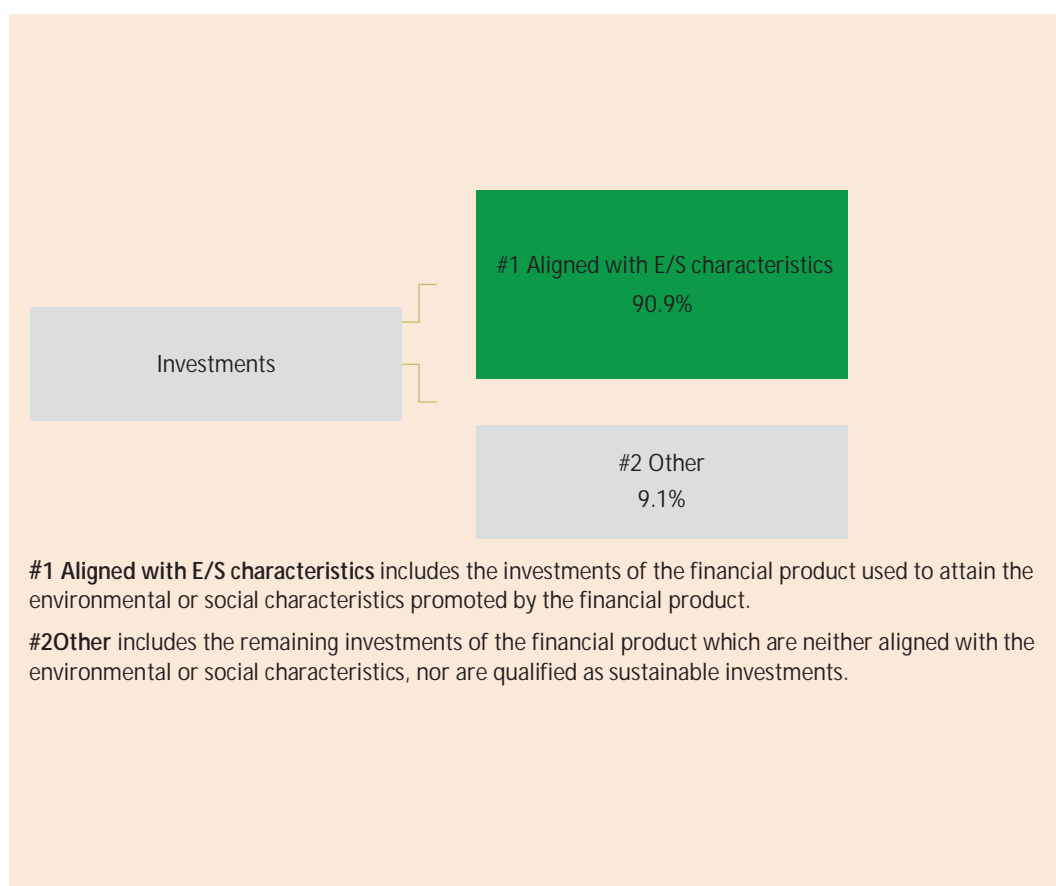 #1 Aligned with E/S characteristics
90.9%
Investments
#2 Other
9.1%
#1 Aligned with E/S characteristics includes the investments of the financial product used to attain the
environmental or social characteristics promoted by the financial product.
#2Other includes the remaining investments of the financial product which are neither aligned with the
environmental or social characteristics, nor are qualified as sustainable investments.